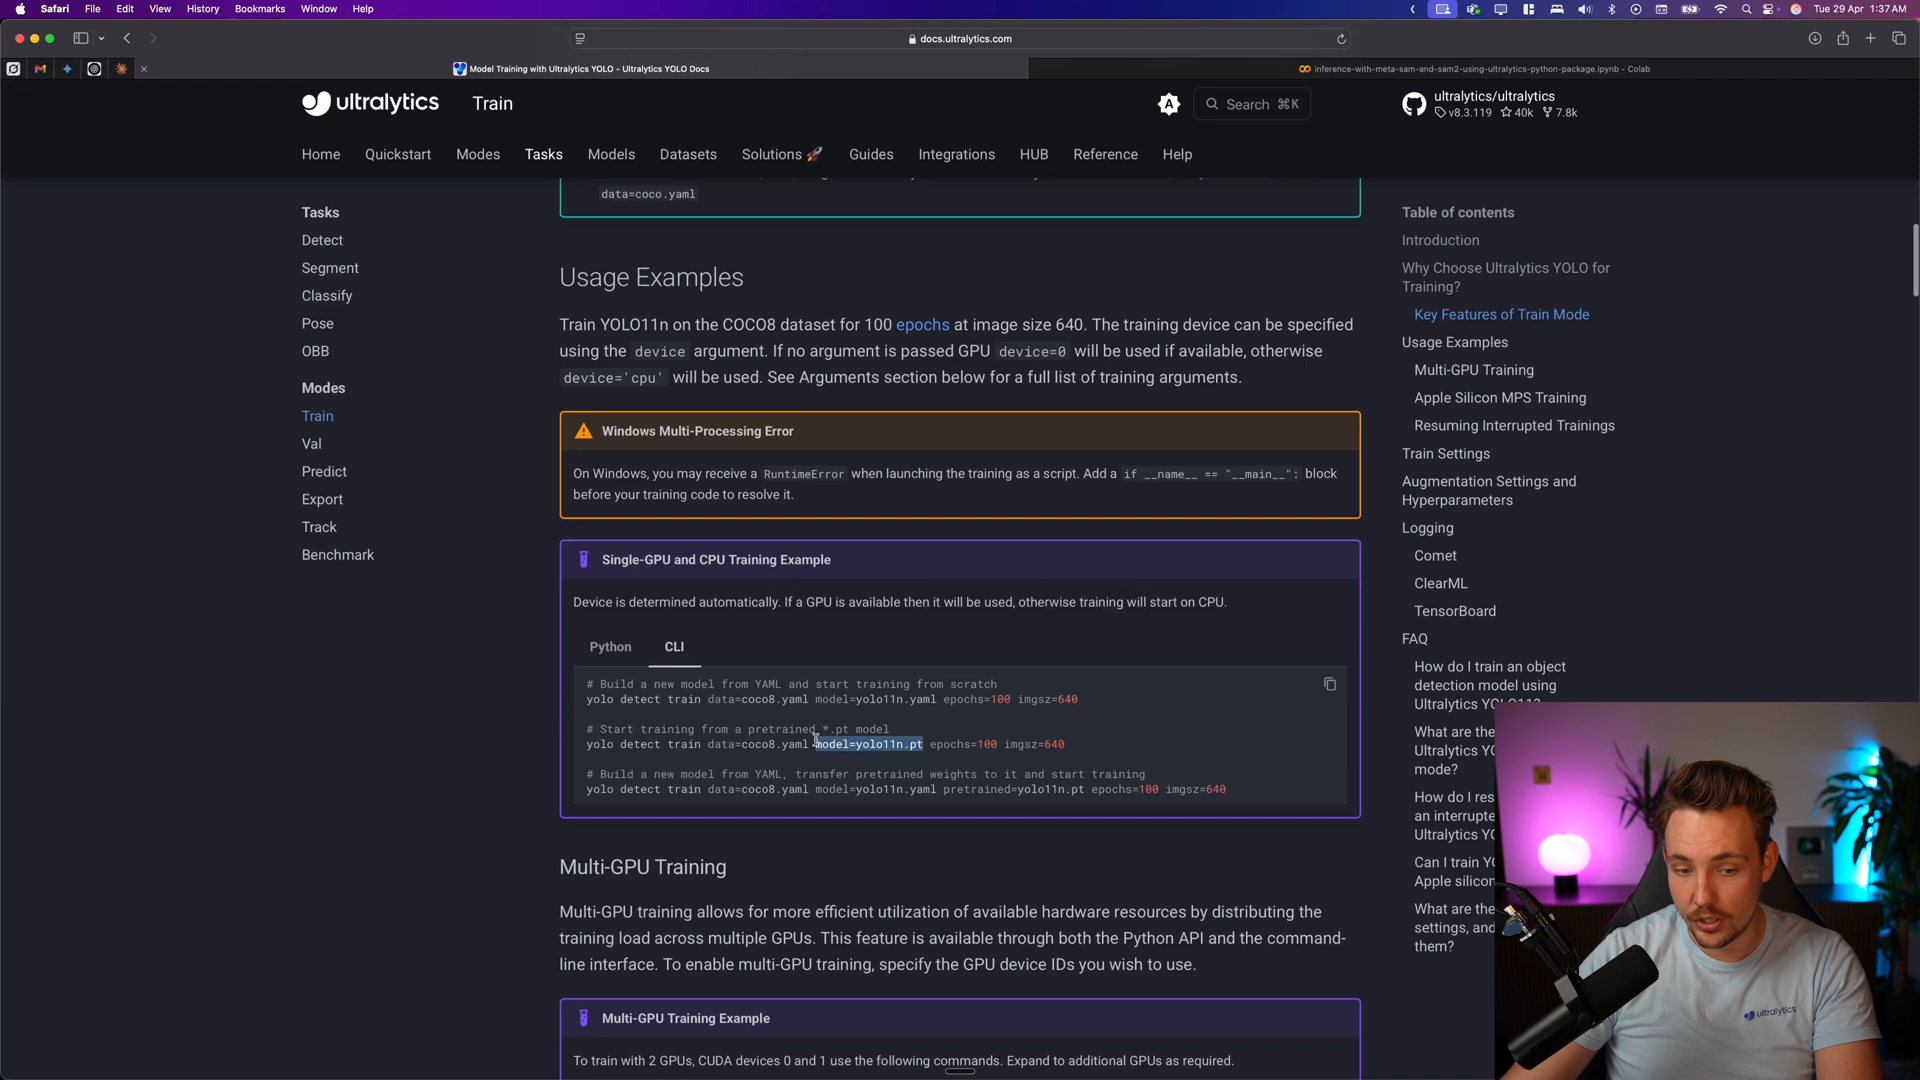 Safari File Edit View History Bookmarks Window Help
Tue 29 Apr 1:37 AM
docs.ultralytics.com
Model Training with Ultralytics YOLO - Ultralytics YOLO Docs
inference-with-meta-sam-and-sam2-using-ultralytics-python-package.ipynb - Colab
ultralytics
Train
Search ⌘K
ultralytics/ultralytics
v8.3.119 40k 7.8k
Home Quickstart Modes Tasks Models Datasets Solutions 🚀 Guides Integrations HUB Reference Help
data=coco.yaml
Tasks
Detect
Segment
Classify
Pose
OBB
Modes
Train
Val
Predict
Export
Track
Benchmark
Usage Examples
Train YOLO11n on the COCO8 dataset for 100 epochs at image size 640. The training device can be specified
using the device argument. If no argument is passed GPU device=0 will be used if available, otherwise
device='cpu' will be used. See Arguments section below for a full list of training arguments.
Windows Multi-Processing Error
On Windows, you may receive a RuntimeError when launching the training as a script. Add a if __name__ == "__main__": block
before your training code to resolve it.
Single-GPU and CPU Training Example
Device is determined automatically. If a GPU is available then it will be used, otherwise training will start on CPU.
Python CLI
# Build a new model from YAML and start training from scratch
yolo detect train data=coco8.yaml model=yolo11n.yaml epochs=100 imgsz=640
# Start training from a pretrained *.pt model
yolo detect train data=coco8.yaml model=yolo11n.pt epochs=100 imgsz=640
# Build a new model from YAML, transfer pretrained weights to it and start training
yolo detect train data=coco8.yaml model=yolo11n.yaml pretrained=yolo11n.pt epochs=100 imgsz=640
Multi-GPU Training
Multi-GPU training allows for more efficient utilization of available hardware resources by distributing the
training load across multiple GPUs. This feature is available through both the Python API and the command-
line interface. To enable multi-GPU training, specify the GPU device IDs you wish to use.
Multi-GPU Training Example
To train with 2 GPUs, CUDA devices 0 and 1 use the following commands. Expand to additional GPUs as required.
Table of contents
Introduction
Why Choose Ultralytics YOLO for
Training?
Key Features of Train Mode
Usage Examples
Multi-GPU Training
Apple Silicon MPS Training
Resuming Interrupted Trainings
Train Settings
Augmentation Settings and
Hyperparameters
Logging
Comet
ClearML
TensorBoard
FAQ
How do I train an object
detection model using
What are the
mode?
How do I res
an interrupte
Ultralytics YO
Can I train YO
Apple silicon
What are the
settings, and
them?
ultralytics